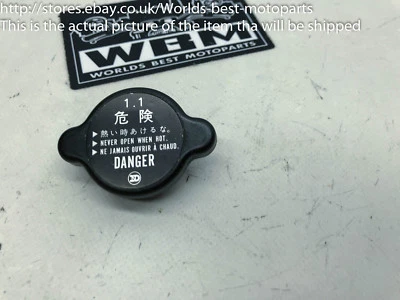 http://stores.ebay.co.uk/Worlds-best-motoparts
This is the actual picture of the item tha will be shipped
WBM
WORLDS BEST MOTOPARTS
1.1
危険
▶熱い時あけるな。
▶NEVER OPEN WHEN HOT.
▶NE JAMAIS OUVRIR À CHAUD.
DANGER